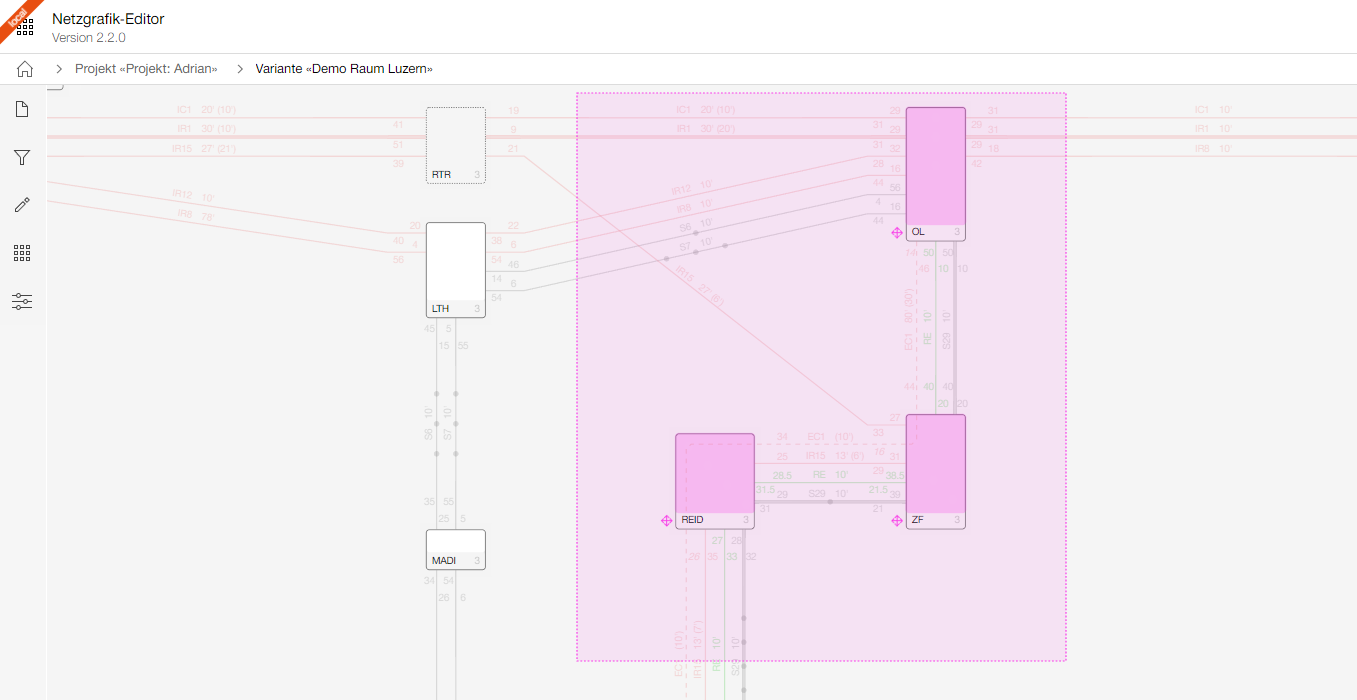 local
Netzgrafik-Editor
Version 2.2.0
Projekt «Projekt: Adrian»
Variante «Demo Raum Luzern»
IC1 20' (10')
19
IC1 20' (10')
29
31
IC1 10'
41
31
29
IR1 30' (10')
9
IR1 30' (20')
29
31
IR1 10'
51
31
29
IR15 27' (21')
21
32
18
IR8 10'
39
28
42
RTR 3
16
44
56
4
16
44
IR12 10'
IR8 78'
IR12 10'
IR8 10'
S6 10'
S7 10'
20
40 4
56
22
38 6
54 46
14 6
54
OL 3
50 50
46 10 10
IR15 27' (6')
EC1 80' (30')
RE 10'
S29 10'
LTH 3
45 5
15 55
44 40 40
20 20
S6 10'
S7 10'
27
33
34 EC1 (10')
25 IR15 13' (6') 31
29
28.5 RE 10' 38.5
31.5 21.5
29 S29 10' 39
31 21
35 55
25 5
REID 3
ZF 3
MADI 3
27 28
26 35 33 32
34 54
26 6
EC1 (10')
IR15 13' (7')
RE 10'
S29 10'